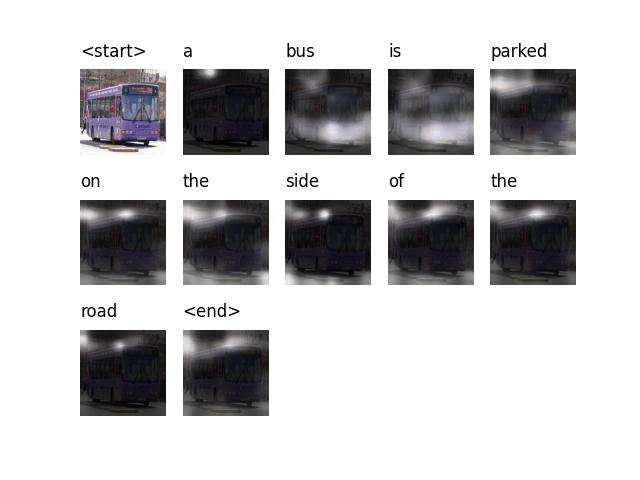 <start> a bus is parked
on the side of the
road <end>